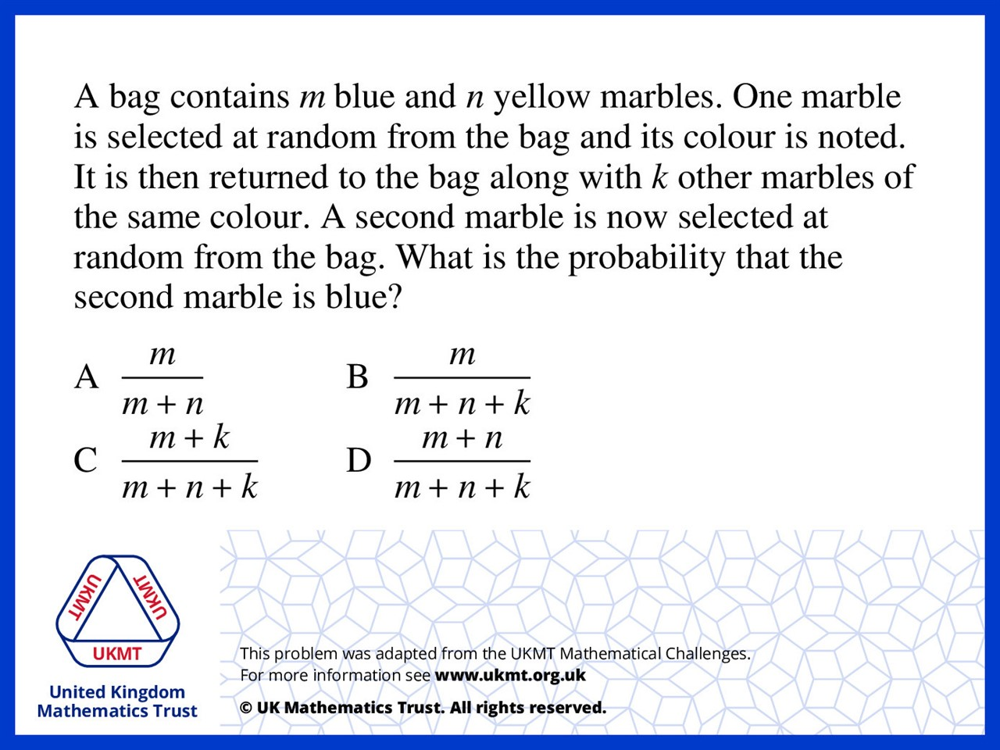 A bag contains m blue and n yellow marbles. One marble
is selected at random from the bag and its colour is noted.
It is then returned to the bag along with k other marbles of
the same colour. A second marble is now selected at
random from the bag. What is the probability that the
second marble is blue?
A m/(m + n) B m/(m + n + k)
C (m + k)/(m + n + k) D (m + n)/(m + n + k)
UKMT UKMT
UKMT
This problem was adapted from the UKMT Mathematical Challenges.
For more information see www.ukmt.org.uk
United Kingdom
Mathematics Trust
© UK Mathematics Trust. All rights reserved.